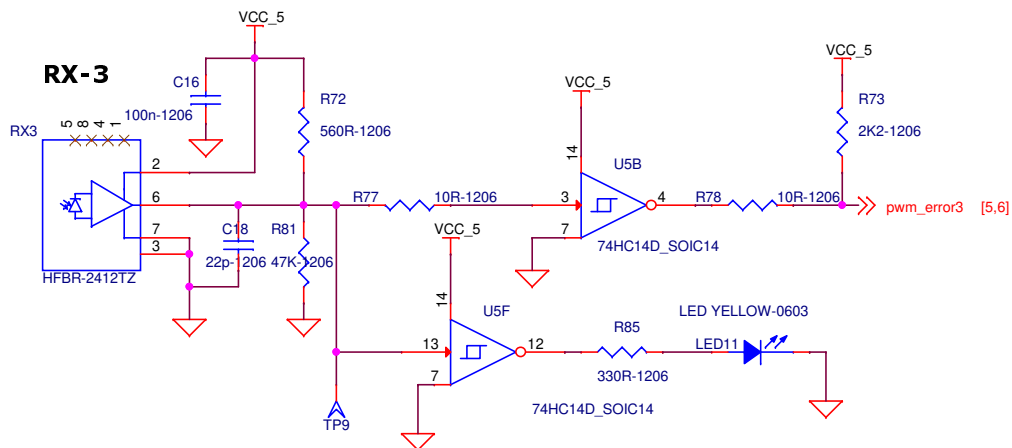 VCC_5
RX-3
C16
100n-1206
R72
560R-1206
VCC_5
R73
2K2-1206
VCC_5
RX3
5
8
4
1
2
6
7
3
HFBR-2412TZ
C18
22p-1206
R81
47K-1206
R77
10R-1206
14
U5B
3
4
7
74HC14D_SOIC14
R78
10R-1206
pwm_error3 [5,6]
VCC_5
14
U5F
13
12
7
74HC14D_SOIC14
R85
330R-1206
LED YELLOW-0603
LED11
TP9